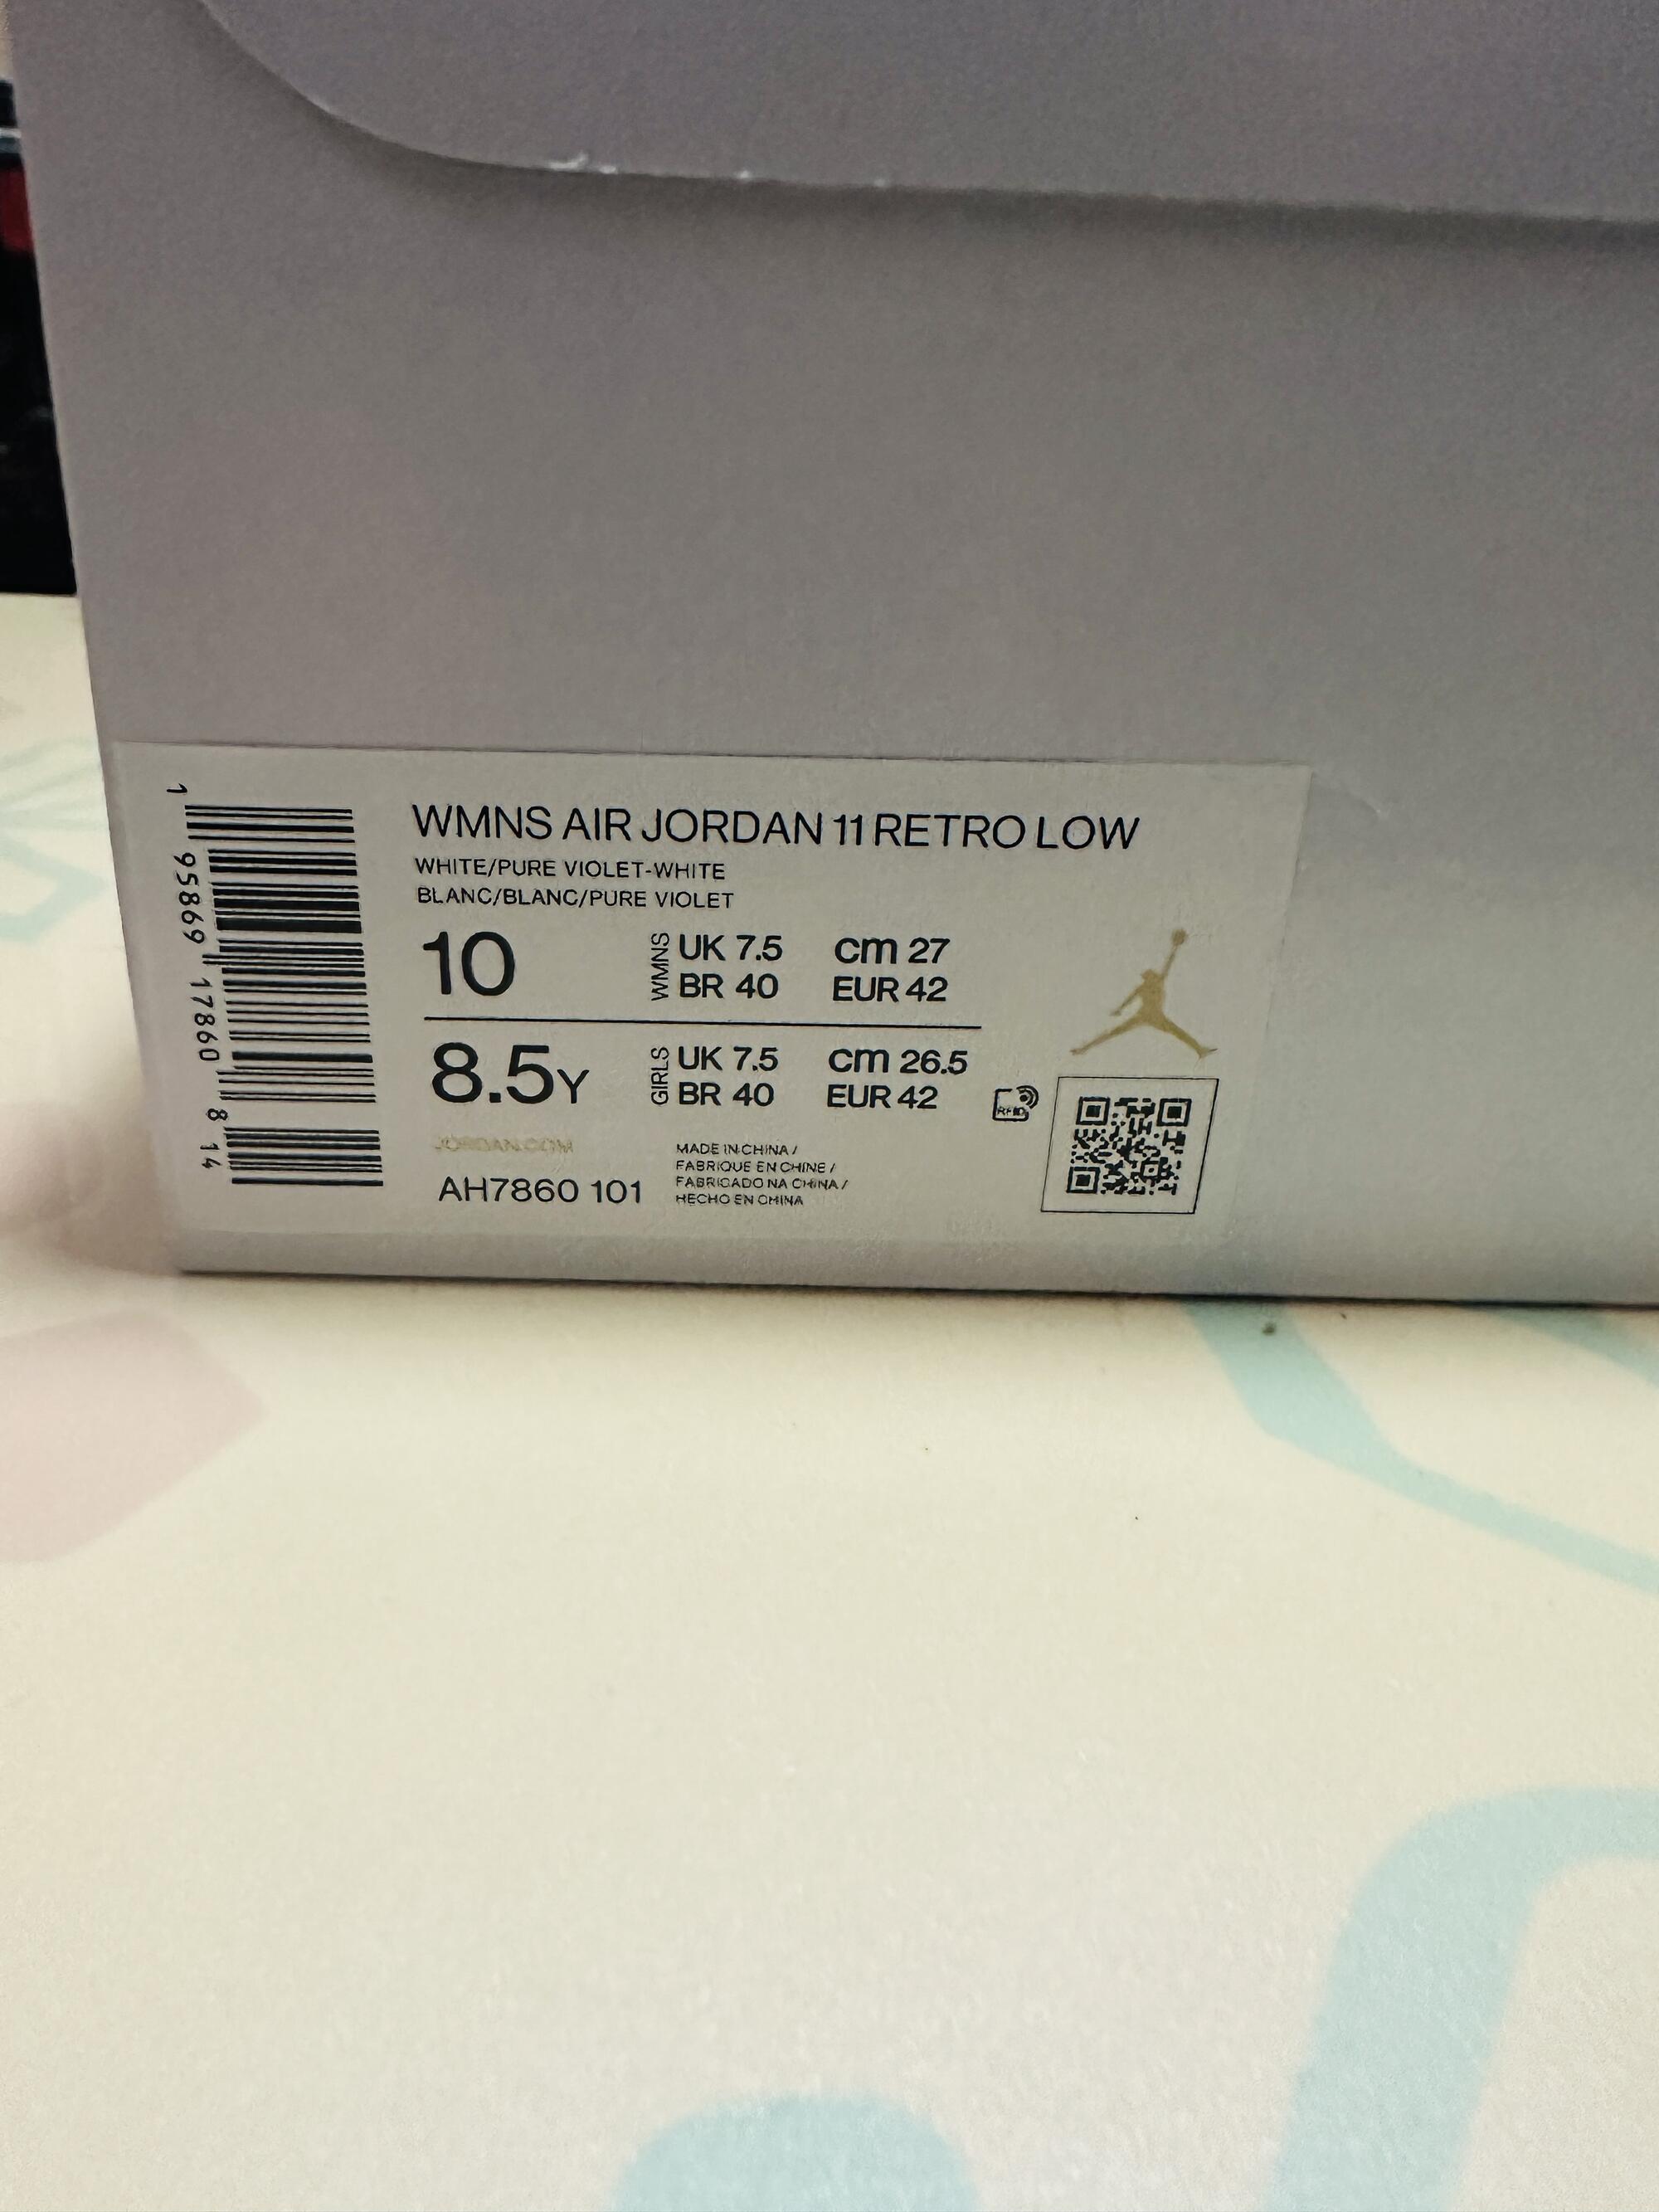 WMNS AIR JORDAN 11 RETRO LOW
WHITE/PURE VIOLET-WHITE
BLANC/BLANC/PURE VIOLET
10 WMNS UK 7.5 cm 27
BR 40 EUR 42
8.5Y GIRLS UK 7.5 cm 26.5
BR 40 EUR 42
RFID
JORDAN.COM
AH7860 101
MADE IN CHINA /
FABRIQUE EN CHINE /
FABRICADO NA CHINA /
HECHO EN CHINA
1 95869 17860 8 14